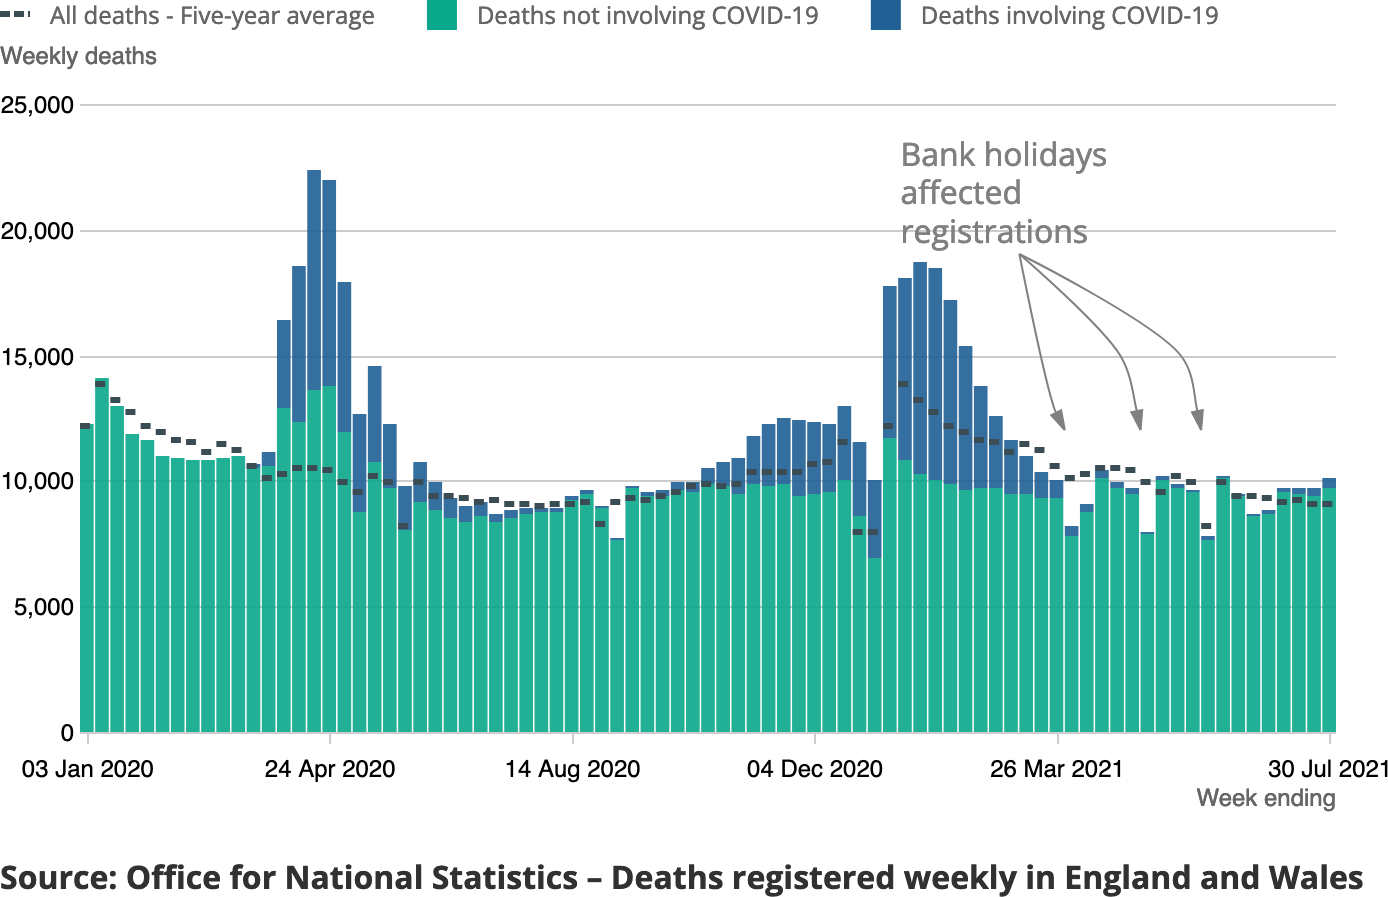 All deaths - Five-year average
Deaths not involving COVID-19
Deaths involving COVID-19
Weekly deaths
25,000
20,000
15,000
10,000
5,000
0
Bank holidays
affected
registrations
03 Jan 2020
24 Apr 2020
14 Aug 2020
04 Dec 2020
26 Mar 2021
30 Jul 2021
Week ending
Source: Office for National Statistics – Deaths registered weekly in England and Wales